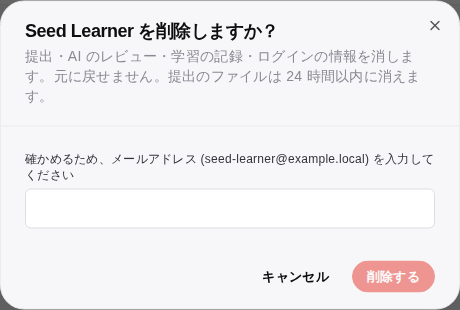 Seed Learner を削除しますか？
提出・AI のレビュー・学習の記録・ログインの情報を消しま
す。元に戻せません。提出のファイルは 24 時間以内に消えま
す。
確かめるため、メールアドレス (seed-learner@example.local) を入力して
ください
キャンセル
削除する